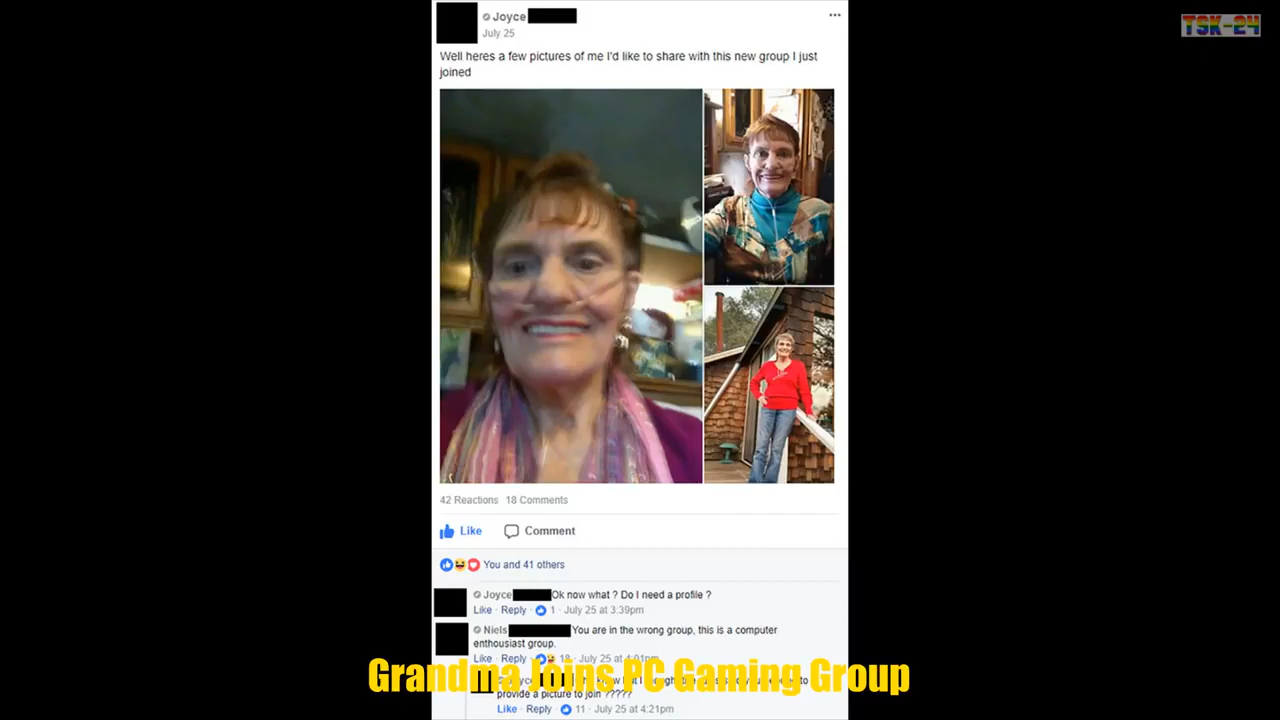 TSK-24
Joyce
July 25
Well heres a few pictures of me I'd like to share with this new group I just
joined
42 Reactions 18 Comments
Like Comment
You and 41 others
Joyce Ok now what ? Do I need a profile ?
Like · Reply · 1 · July 25 at 3:39pm
Niels You are in the wrong group, this is a computer
enthousiast group.
Like · Reply · 18 · July 25 at 4:01pm
Grandma Joins PC Gaming Group
provide a picture to join ?????
Like · Reply · 11 · July 25 at 4:21pm